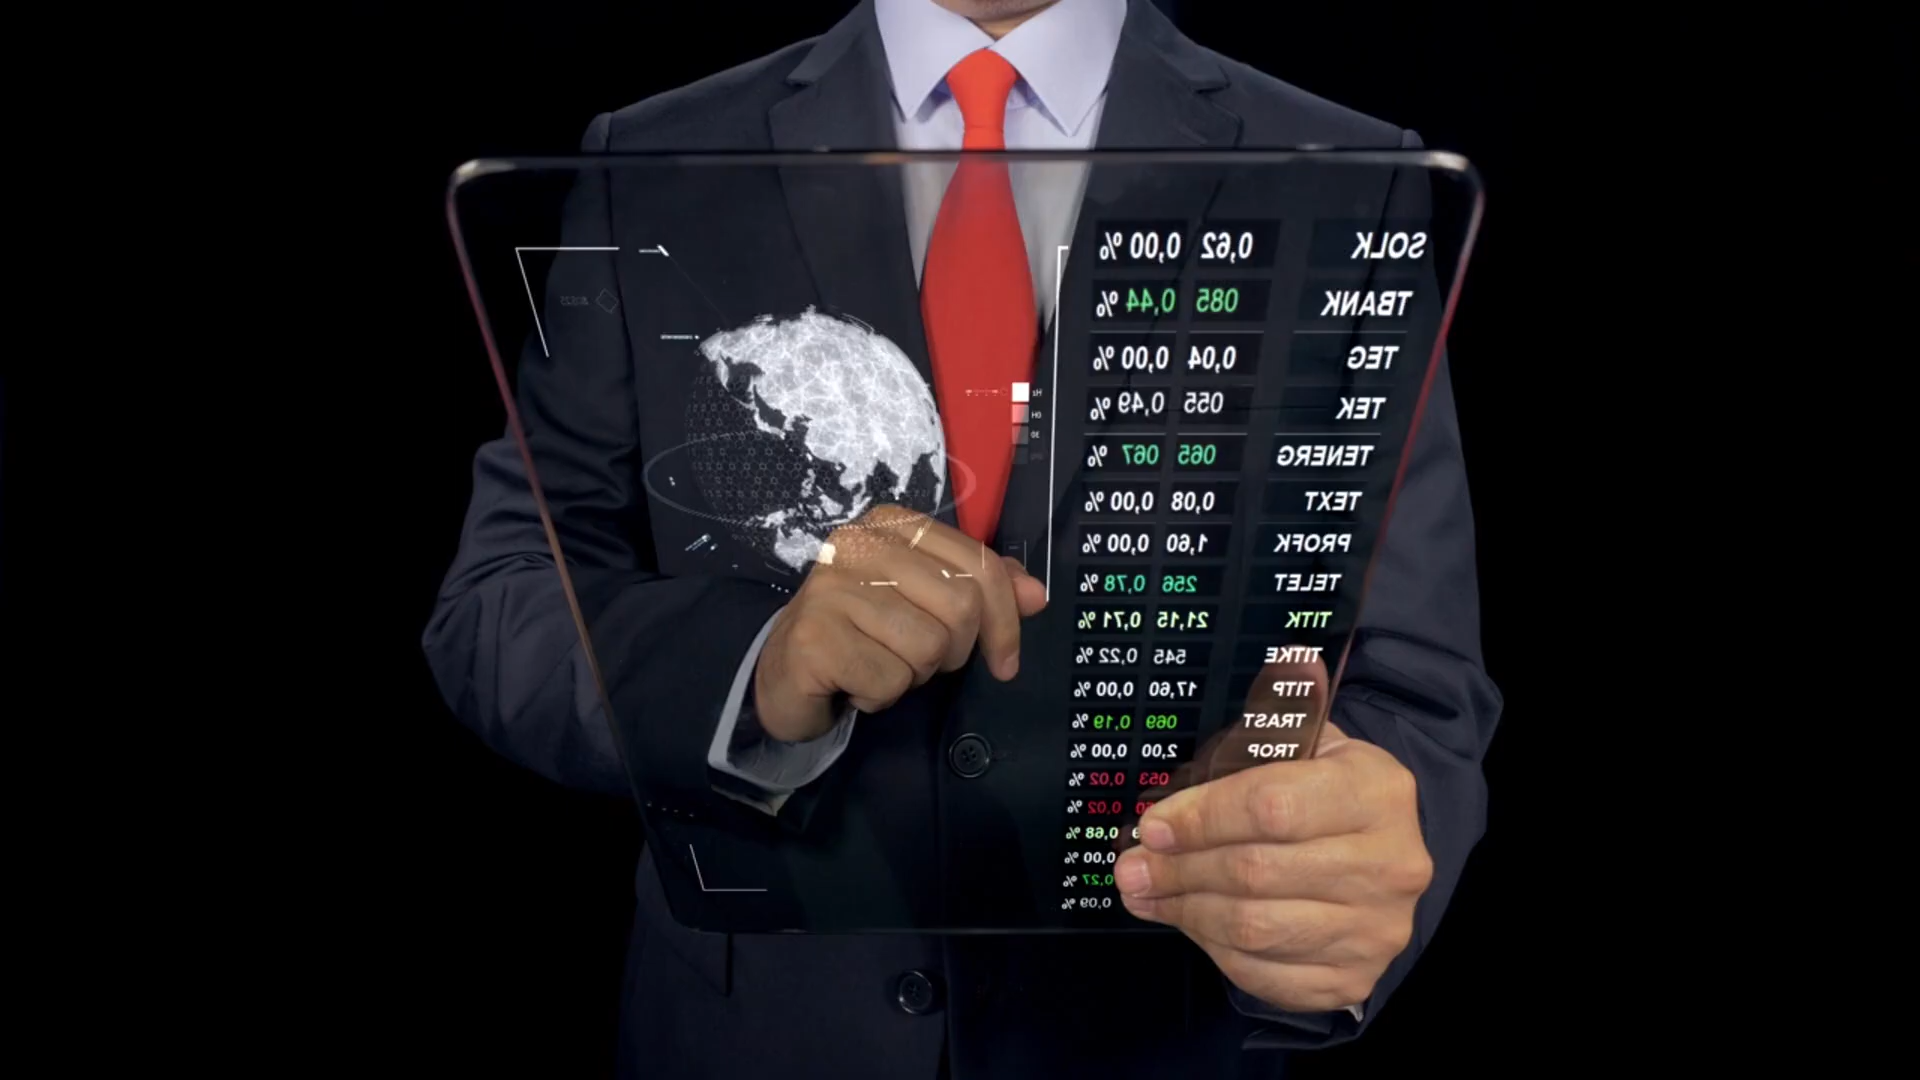 SOLK 0,62 0,00 %
TBANK 085 0,44 %
TEG 0,04 0,00 %
TEK 055 0,49 %
TENERG 065 067 %
TEXT 0,08 0,00 %
PROFK 1,60 0,00 %
TELET 256 0,78 %
TITK 21,15 0,71 %
TITKE 545 0,22 %
TITP 17,60 0,00 %
TRAST 069 0,19 %
TROP 2,00 0,00 %
053 0,02 %
0,02 %
0,68 %
0,00 %
0,27 %
0,09 %